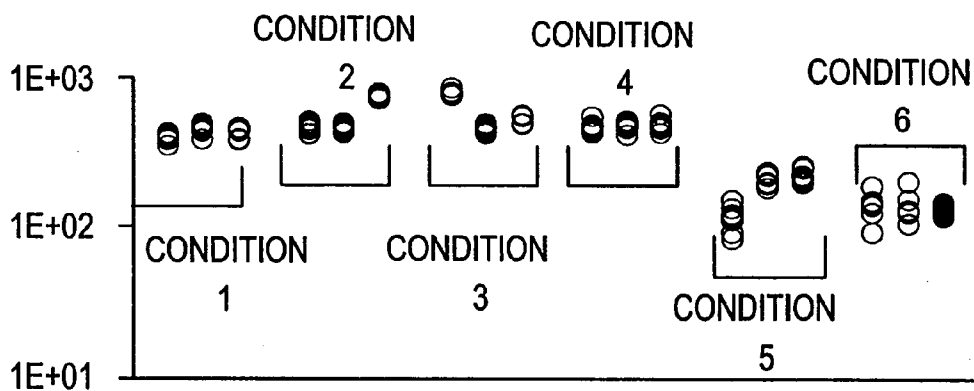 CONDITION
2
CONDITION
4
1E+03
CONDITION
6
1E+02
CONDITION
1
CONDITION
3
CONDITION
5
1E+01